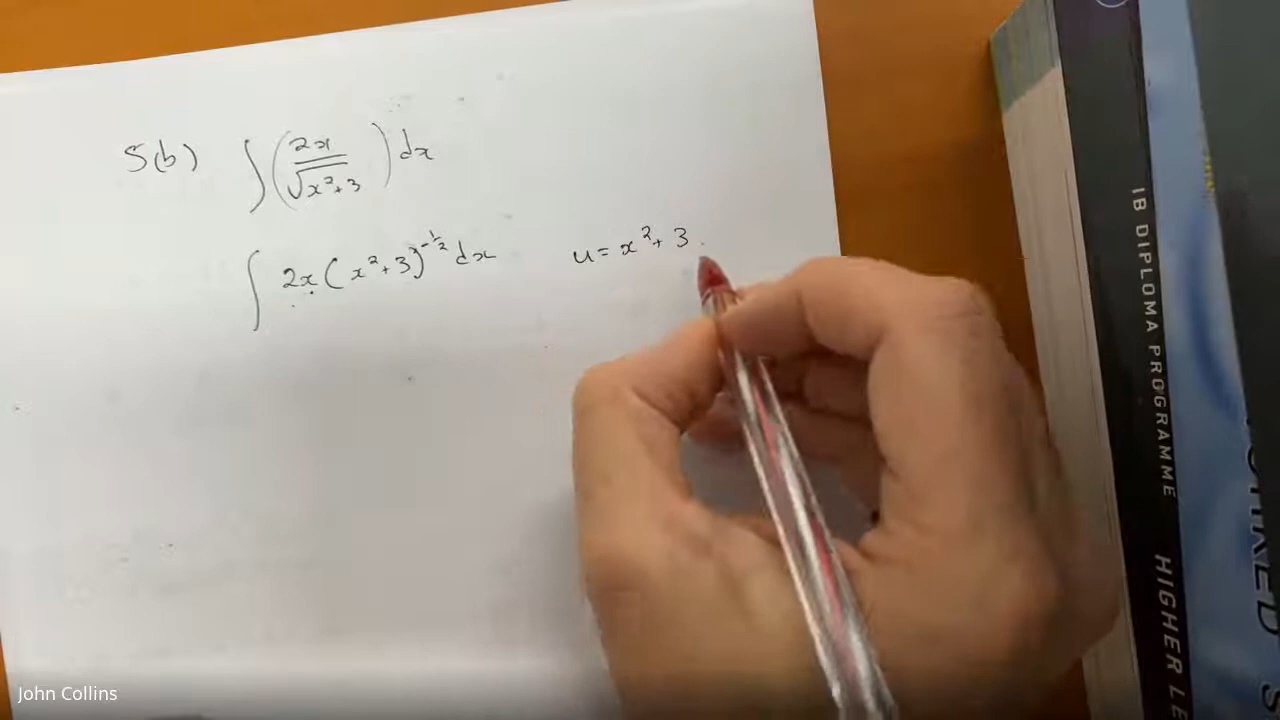 5(b) ∫(2x/√x²+3)dx
∫ 2x(x²+3)^-1/2 dx u = x²+3
IB DIPLOMA PROGRAMME
HIGHER LE
John Collins